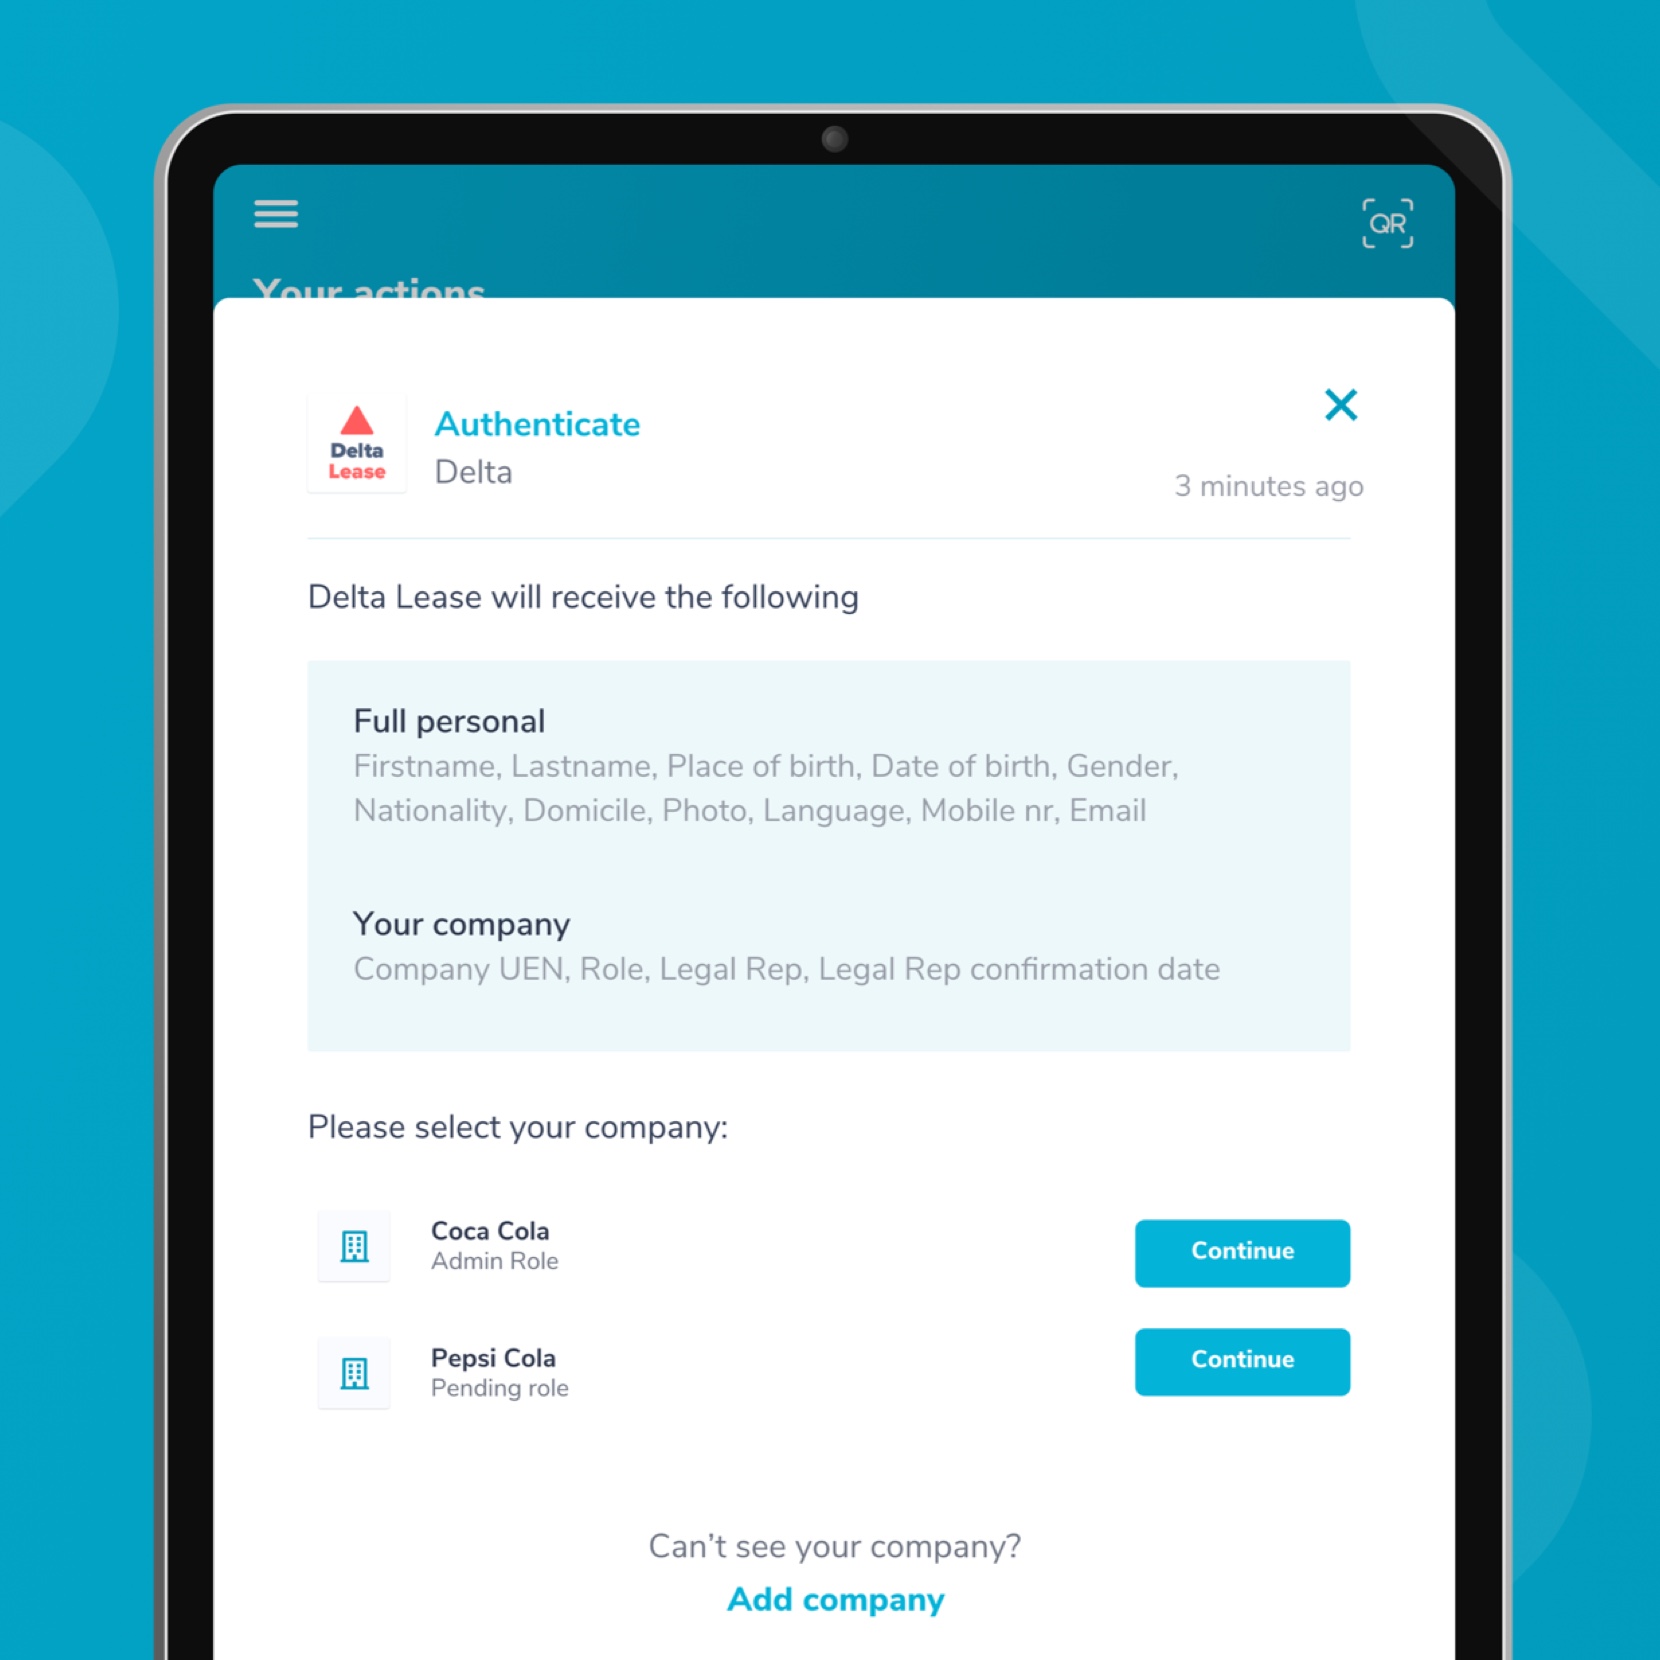 QR
Your actions
Delta
Lease
Authenticate
Delta
3 minutes ago
Delta Lease will receive the following
Full personal
Firstname, Lastname, Place of birth, Date of birth, Gender,
Nationality, Domicile, Photo, Language, Mobile nr, Email
Your company
Company UEN, Role, Legal Rep, Legal Rep confirmation date
Please select your company:
Coca Cola
Admin Role
Continue
Pepsi Cola
Pending role
Continue
Can't see your company?
Add company